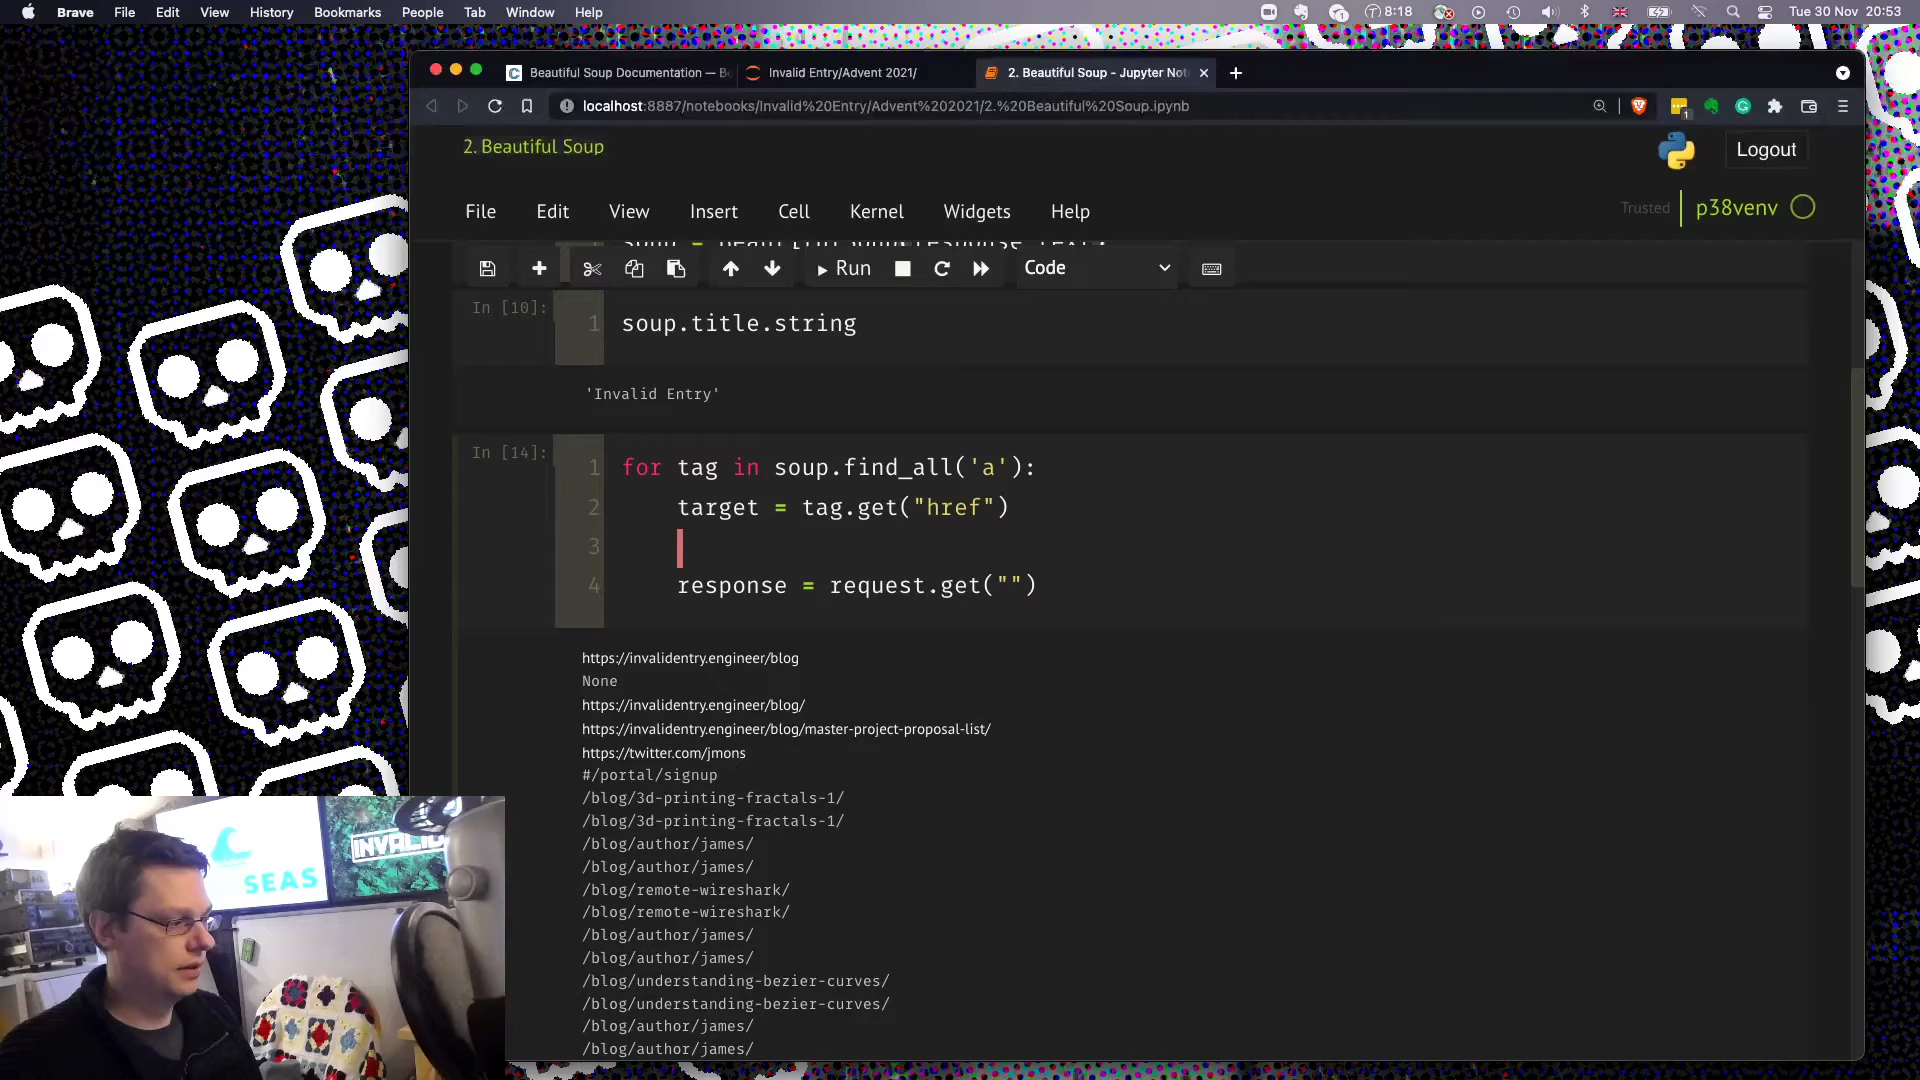 Brave File Edit View History Bookmarks People Tab Window Help 1 8:18 Tue 30 Nov 20:53
Beautiful Soup Documentation — B Invalid Entry/Advent 2021/ 2. Beautiful Soup - Jupyter Not
localhost:8887/notebooks/Invalid%20Entry/Advent%202021/2.%20Beautiful%20Soup.ipynb 1
2. Beautiful Soup Logout
File Edit View Insert Cell Kernel Widgets Help Trusted p38venv
soup = BeautifulSoup(response.text)
Run Code
In [10]: 1 soup.title.string
'Invalid Entry'
In [14]: 1 for tag in soup.find_all('a'):
2 target = tag.get("href")
3
4 response = request.get("")
https://invalidentry.engineer/blog
None
https://invalidentry.engineer/blog/
https://invalidentry.engineer/blog/master-project-proposal-list/
https://twitter.com/jmons
#/portal/signup
/blog/3d-printing-fractals-1/
/blog/3d-printing-fractals-1/
/blog/author/james/
/blog/author/james/
/blog/remote-wireshark/
/blog/remote-wireshark/
/blog/author/james/
/blog/author/james/
/blog/understanding-bezier-curves/
/blog/understanding-bezier-curves/
/blog/author/james/
/blog/author/james/
INVALID
SEAS